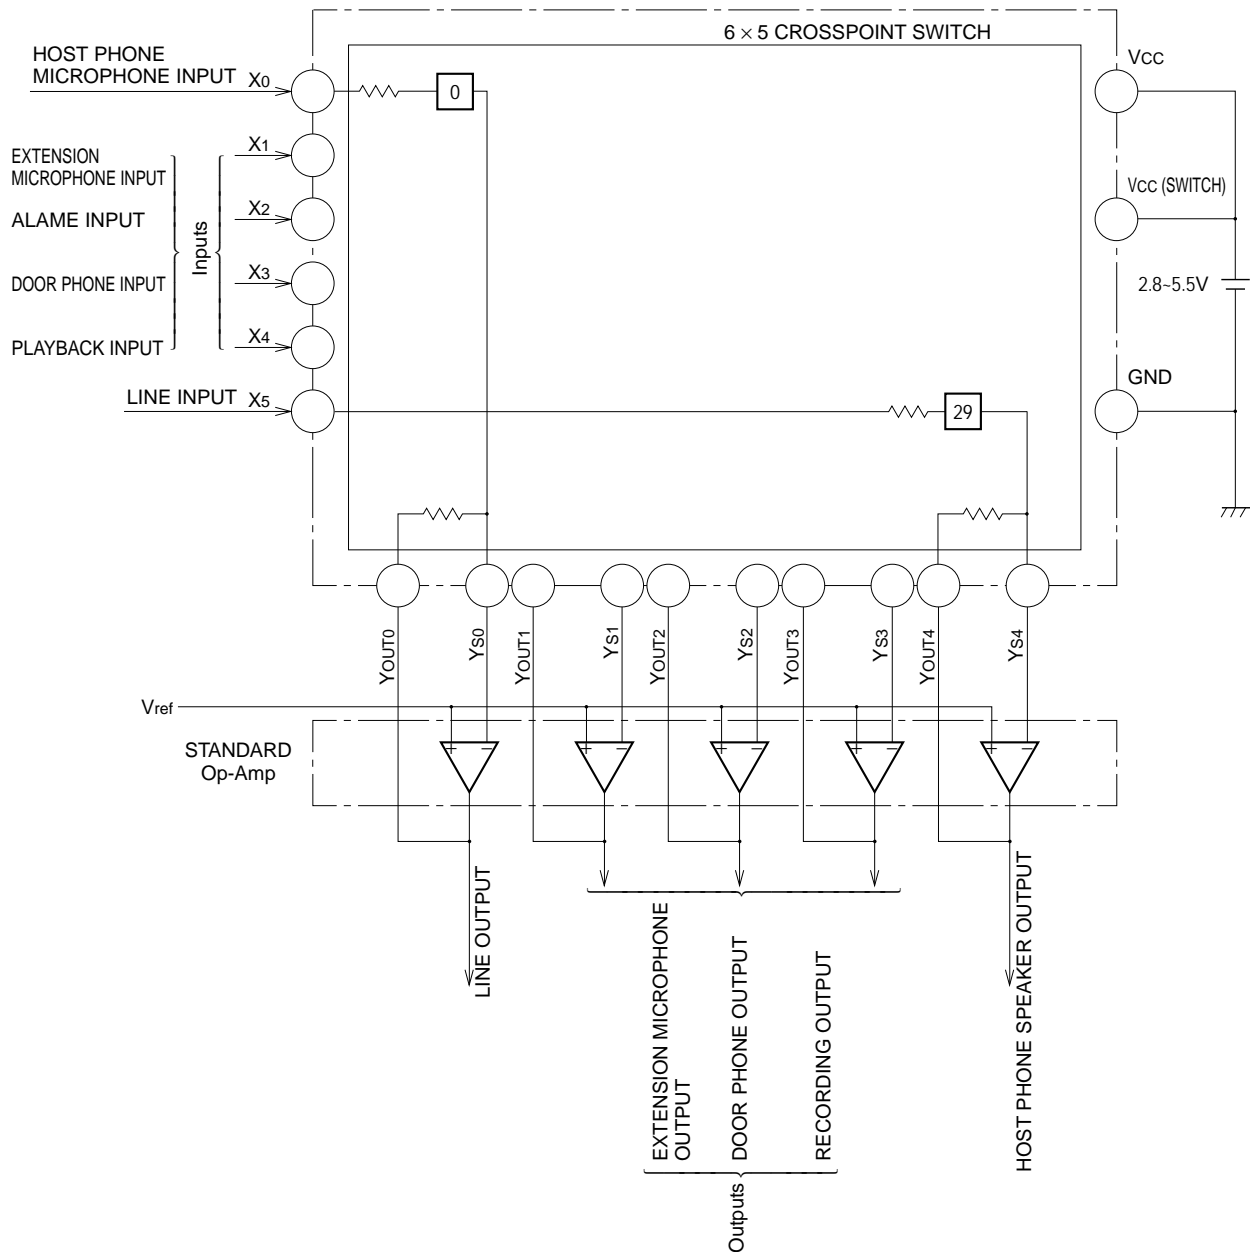 6 × 5 CROSSPOINT SWITCH
HOST PHONE
MICROPHONE INPUT
X0
0
VCC
EXTENSION
MICROPHONE INPUT
X1
ALAME INPUT
X2
VCC (SWITCH)
Inputs
DOOR PHONE INPUT
X3
2.8~5.5V
PLAYBACK INPUT
X4
LINE INPUT
X5
29
GND
YOUT0
YS0
YOUT1
YS1
YOUT2
YS2
YOUT3
YS3
YOUT4
YS4
Vref
STANDARD
Op-Amp
+ −
+ −
+ −
+ −
+ −
LINE OUTPUT
EXTENSION MICROPHONE
OUTPUT
DOOR PHONE OUTPUT
RECORDING OUTPUT
HOST PHONE SPEAKER OUTPUT
Outputs